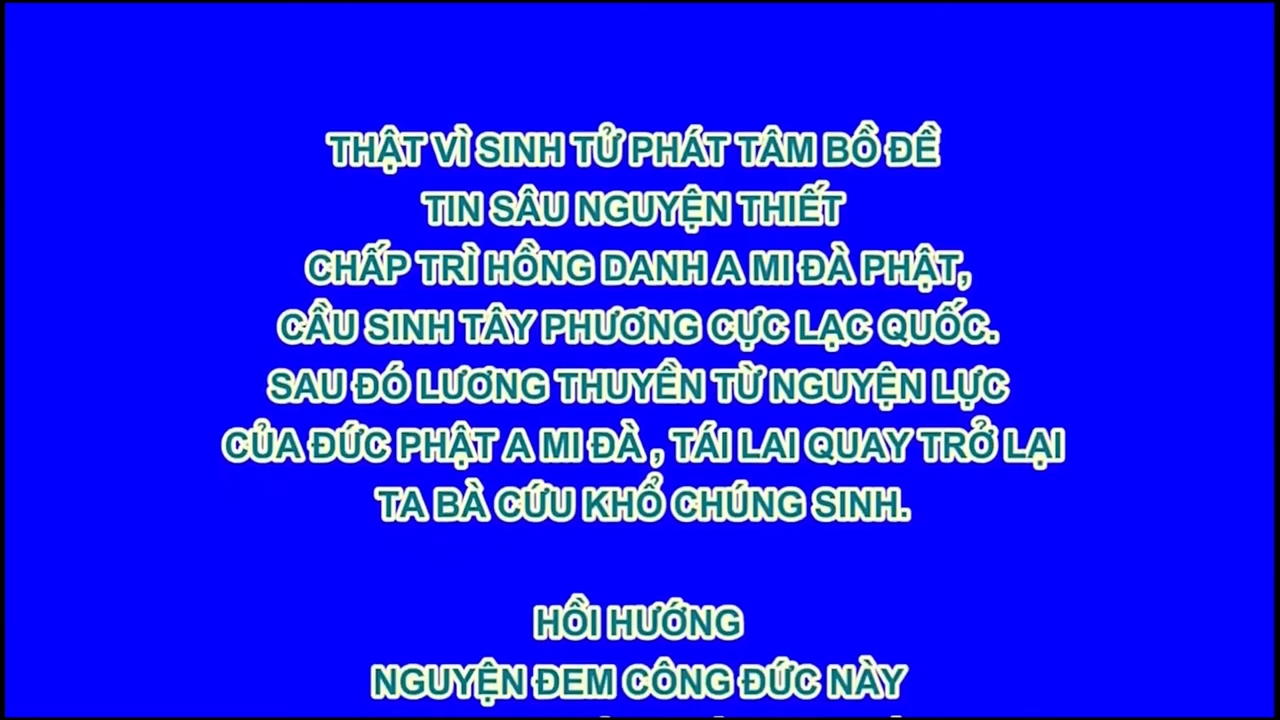 THẬT VÌ SINH TỬ PHÁT TÂM BỒ ĐỀ
TIN SÂU NGUYỆN THIẾT
CHẤP TRÌ HỒNG DANH A MI ĐÀ PHẬT,
CẦU SINH TÂY PHƯƠNG CỰC LẠC QUỐC.
SAU ĐÓ LƯƠNG THUYỀN TỪ NGUYỆN LỰC
CỦA ĐỨC PHẬT A MI ĐÀ , TÁI LAI QUAY TRỞ LẠI
TA BÀ CỨU KHỔ CHÚNG SINH.
HỒI HƯỚNG
NGUYỆN ĐEM CÔNG ĐỨC NÀY